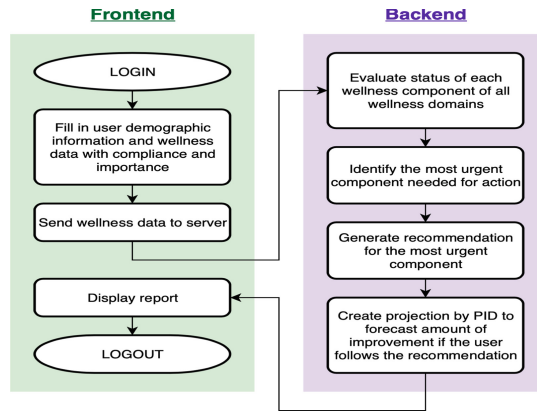 Frontend
LOGIN
Fill in user demographic
information and wellness
data with compliance and
importance
Send wellness data to server
Display report
LOGOUT
Backend
Evaluate status of each
wellness component of all
wellness domains
Identify the most urgent
component needed for action
Generate recommendation
for the most urgent
component
Create projection by PID to
forecast amount of
improvement if the user
follows the recommendation